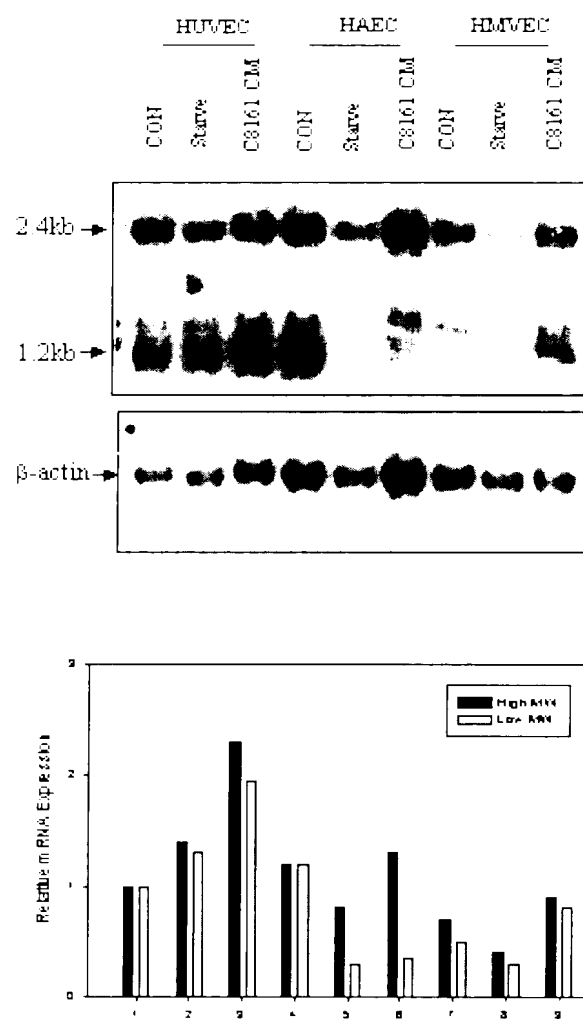 HUVEC HAEC HMVEC
CON Starve C8161 CM CON Starve C8161 CM CON Starve C8161 CM
2.4kb
1.2kb
β-actin
3
High MW
Low MW
2
Relative mRNA Expression
1
0
1 2 3 4 5 6 7 8 9